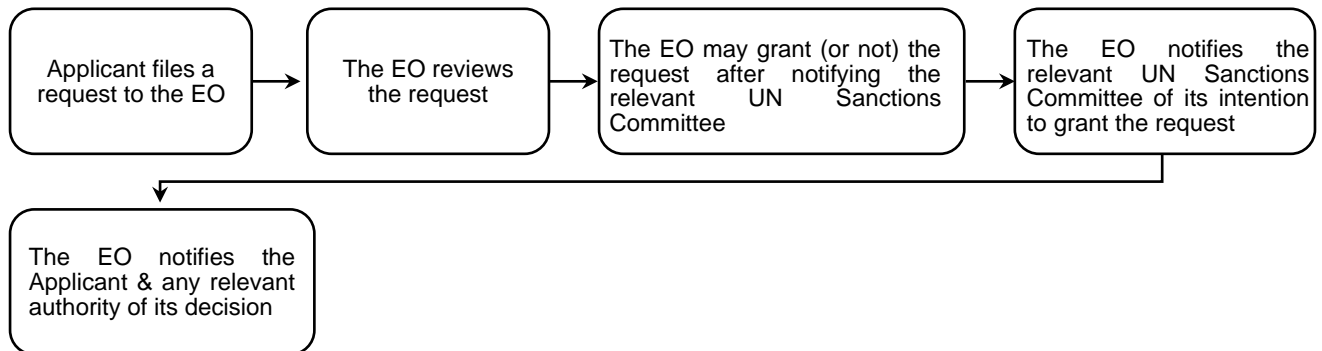 Applicant files a
request to the EO
The EO reviews
the request
The EO may grant (or not) the
request after notifying the
relevant UN Sanctions
Committee
The EO notifies the
relevant UN Sanctions
Committee of its intention
to grant the request
The EO notifies the
Applicant & any relevant
authority of its decision